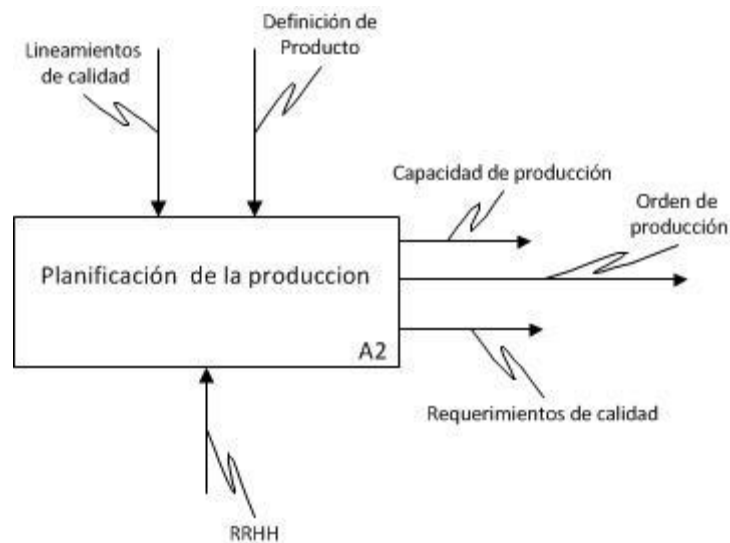 Definición de
Producto
Lineamientos
de calidad
Capacidad de producción
Orden de
producción
Planificación de la produccion
A2
Requerimientos de calidad
RRHH